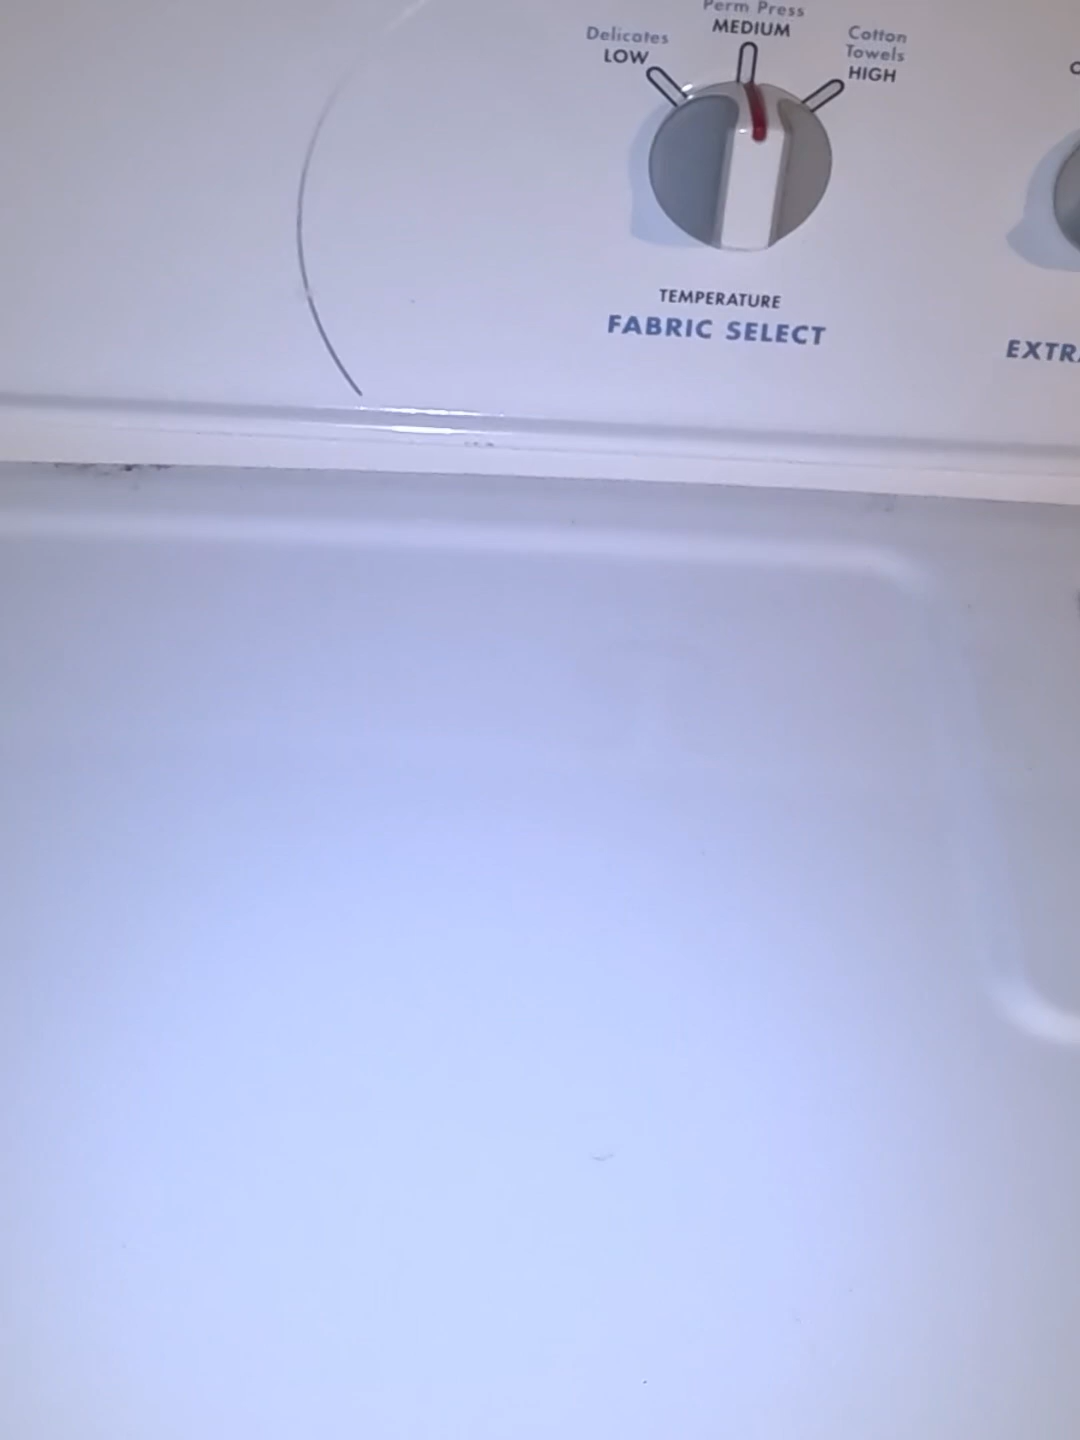 Perm Press
MEDIUM
Delicates
LOW
Cotton
Towels
HIGH
TEMPERATURE
FABRIC SELECT